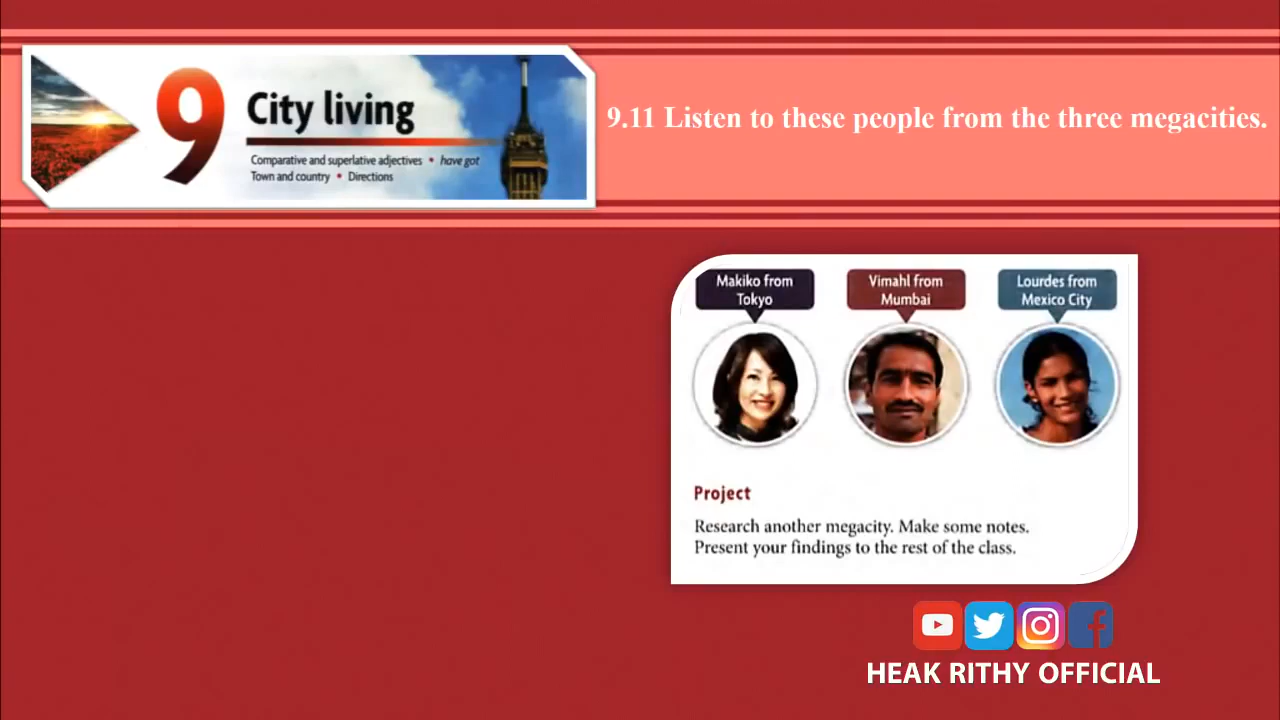 9
City living
Comparative and superlative adjectives • have got
Town and country • Directions
9.11 Listen to these people from the three megacities.
Makiko from
Tokyo
Vimahl from
Mumbai
Lourdes from
Mexico City
Project
Research another megacity. Make some notes.
Present your findings to the rest of the class.
HEAK RITHY OFFICIAL